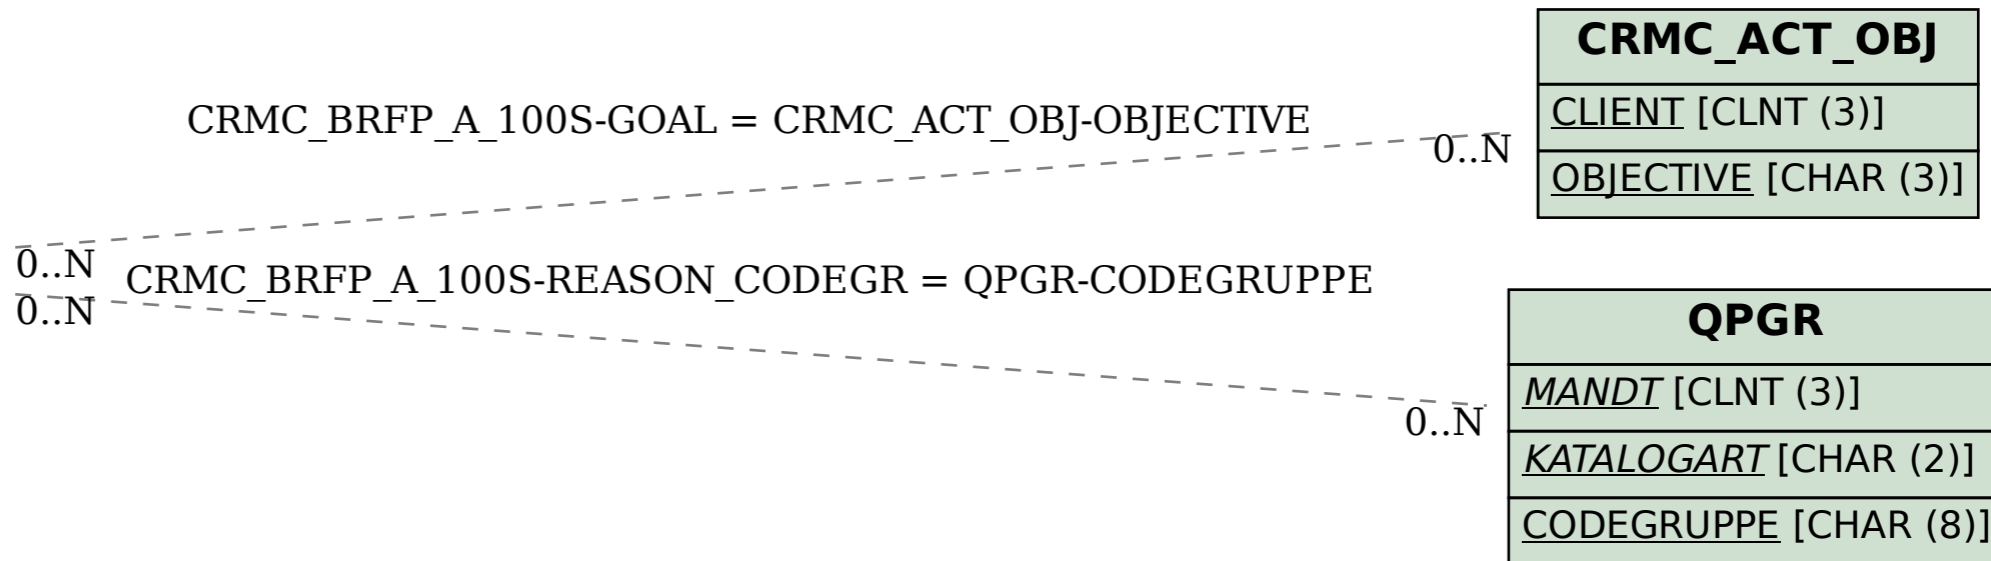 CRMC_ACT_OBJ
CLIENT [CLNT (3)]
OBJECTIVE [CHAR (3)]
CRMC_BRFP_A_100S-GOAL = CRMC_ACT_OBJ-OBJECTIVE
0..N
0..N
CRMC_BRFP_A_100S-REASON_CODEGR = QPGR-CODEGRUPPE
0..N
0..N
QPGR
MANDT [CLNT (3)]
KATALOGART [CHAR (2)]
CODEGRUPPE [CHAR (8)]